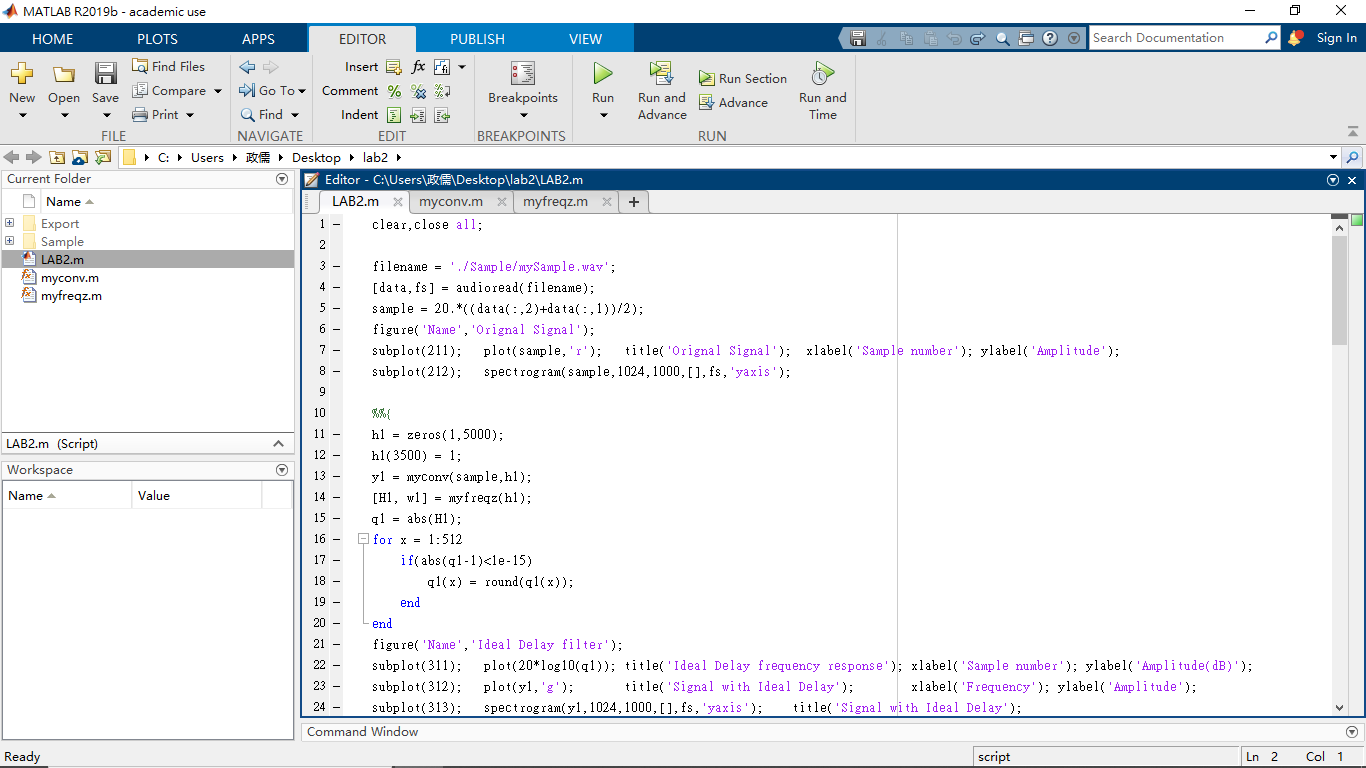 MATLAB R2019b - academic use
HOME PLOTS APPS EDITOR PUBLISH VIEW Search Documentation Sign In
New Open Save Find Files Compare Print
FILE
Go To Find
NAVIGATE
Insert fx
Comment % %
Indent
EDIT
Breakpoints
BREAKPOINTS
Run Run and Advance Run Section Advance Run and Time
RUN
C: Users 政儒 Desktop lab2
Current Folder
Name
Export
Sample
LAB2.m
myconv.m
myfreqz.m
LAB2.m (Script)
Workspace
Name Value
Editor - C:\Users\政儒\Desktop\lab2\LAB2.m
LAB2.m myconv.m myfreqz.m +
1 clear,close all;
2
3 filename = './Sample/mySample.wav';
4 [data,fs] = audioread(filename);
5 sample = 20.*((data(:,2)+data(:,1))/2);
6 figure('Name','Orignal Signal');
7 subplot(211); plot(sample,'r'); title('Orignal Signal'); xlabel('Sample number'); ylabel('Amplitude');
8 subplot(212); spectrogram(sample,1024,1000,[],fs,'yaxis');
9
10 %%{
11 h1 = zeros(1,5000);
12 h1(3500) = 1;
13 y1 = myconv(sample,h1);
14 [H1, w1] = myfreqz(h1);
15 q1 = abs(H1);
16 for x = 1:512
17 if(abs(q1-1)<1e-15)
18 q1(x) = round(q1(x));
19 end
20 end
21 figure('Name','Ideal Delay filter');
22 subplot(311); plot(20*log10(q1)); title('Ideal Delay frequency response'); xlabel('Sample number'); ylabel('Amplitude(dB)');
23 subplot(312); plot(y1,'g'); title('Signal with Ideal Delay'); xlabel('Frequency'); ylabel('Amplitude');
24 subplot(313); spectrogram(y1,1024,1000,[],fs,'yaxis'); title('Signal with Ideal Delay');
Command Window
Ready script Ln 2 Col 1